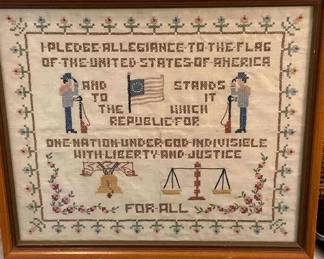 I·PLEDGE·ALLEGIANCE·TO·THE·FLAG
OF·THE·UNITED·STATES·OF·AMERICA
AND STANDS
TO IT
THE WHICH
REPUBLIC·FOR
ONE·NATION·UNDER·GOD·INDIVISIBLE
WITH·LIBERTY·AND·JUSTICE
FOR·ALL